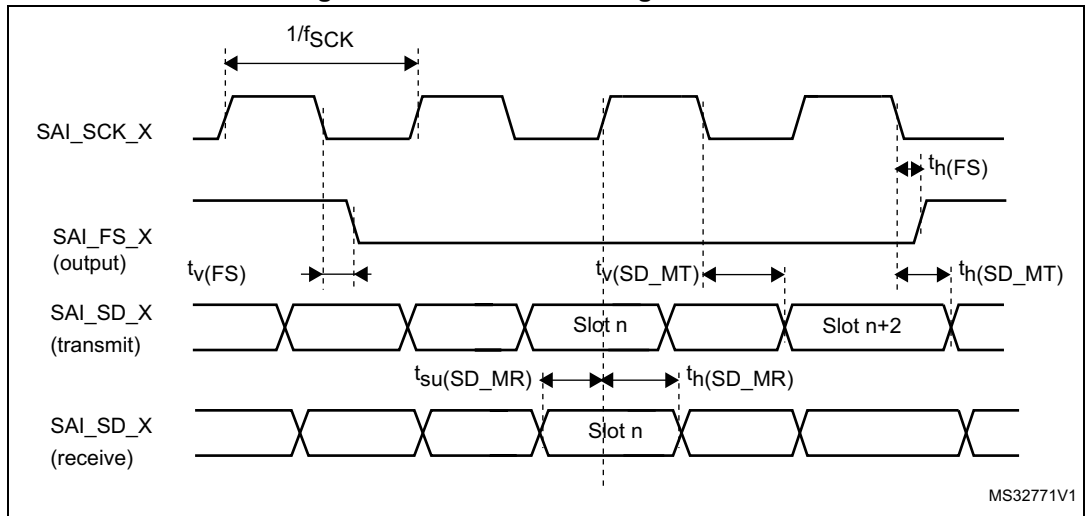 1/fSCK
SAI_SCK_X
th(FS)
SAI_FS_X
(output)
tv(FS)
tv(SD_MT)
th(SD_MT)
SAI_SD_X
(transmit)
Slot n
Slot n+2
tsu(SD_MR)
th(SD_MR)
SAI_SD_X
(receive)
Slot n
MS32771V1